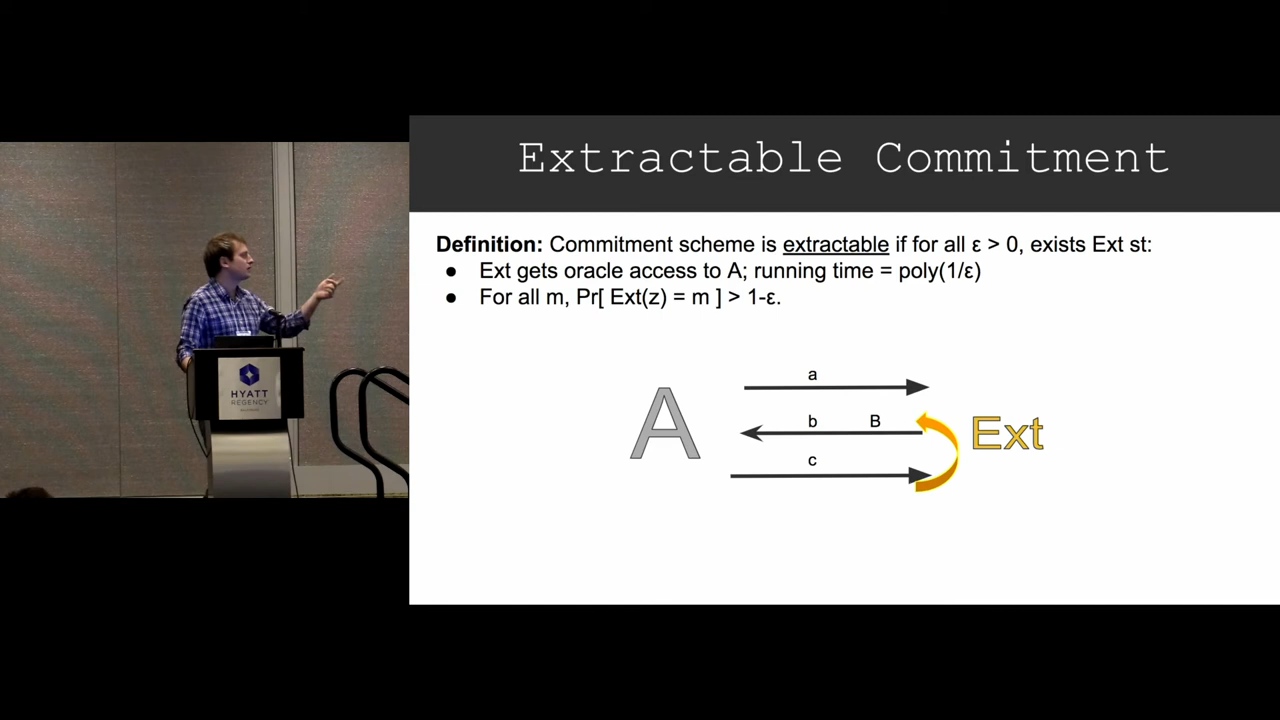 Extractable Commitment
Definition: Commitment scheme is extractable if for all ε > 0, exists Ext st:
● Ext gets oracle access to A; running time = poly(1/ε)
● For all m, Pr[ Ext(z) = m ] > 1-ε.
a
b B
c
A
Ext
HYATT
REGENCY